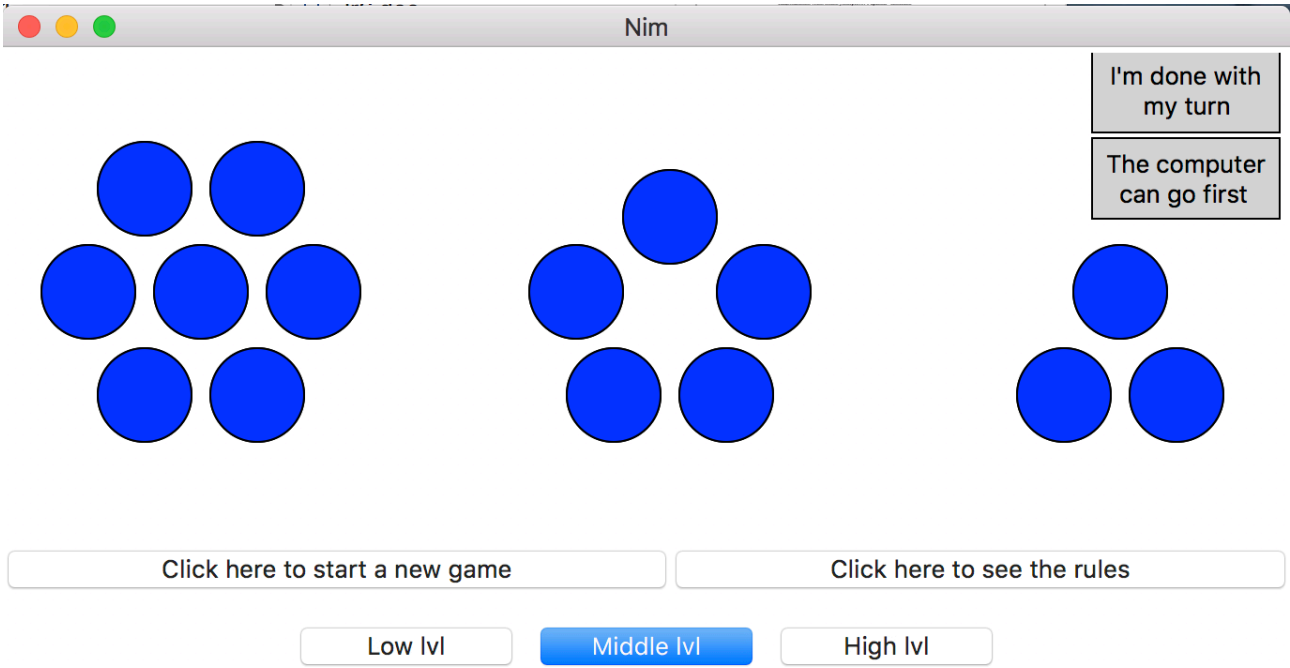 Nim
I'm done with
my turn
The computer
can go first
Click here to start a new game
Click here to see the rules
Low lvl
Middle lvl
High lvl